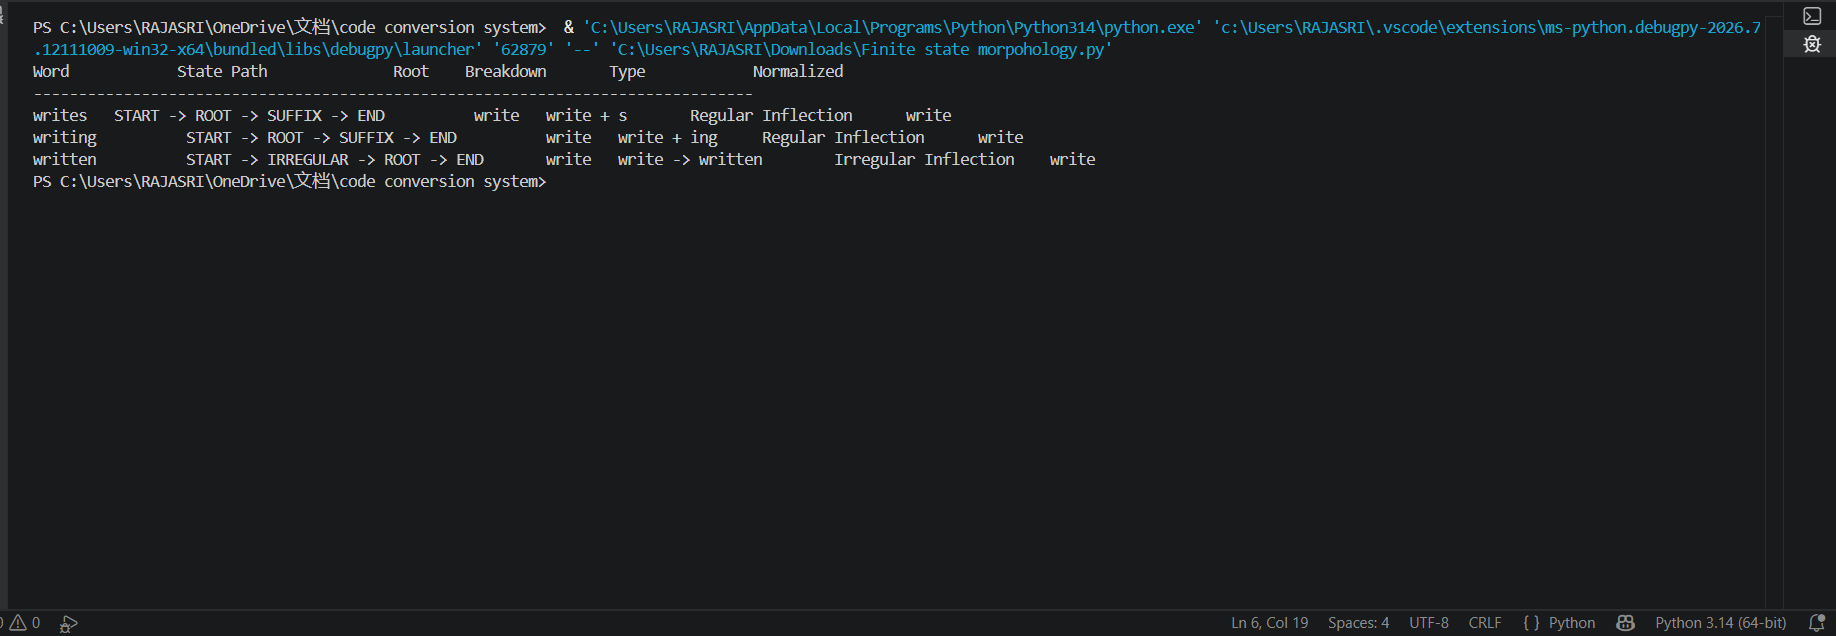 PS C:\Users\RAJASRI\OneDrive\文档\code conversion system>  & 'C:\Users\RAJASRI\AppData\Local\Programs\Python\Python314\python.exe' 'c:\Users\RAJASRI\.vscode\extensions\ms-python.debugpy-2026.7
.12111009-win32-x64\bundled\libs\debugpy\launcher' '62879' '--' 'C:\Users\RAJASRI\Downloads\Finite state morpohology.py'
Word            State Path              Root    Breakdown       Type            Normalized
--------------------------------------------------------------------------------
writes   START -> ROOT -> SUFFIX -> END          write   write + s       Regular Inflection      write
writing          START -> ROOT -> SUFFIX -> END          write   write + ing     Regular Inflection      write
written          START -> IRREGULAR -> ROOT -> END       write   write -> written        Irregular Inflection    write
PS C:\Users\RAJASRI\OneDrive\文档\code conversion system>
0 Ln 6, Col 19 Spaces: 4 UTF-8 CRLF { } Python Python 3.14 (64-bit)